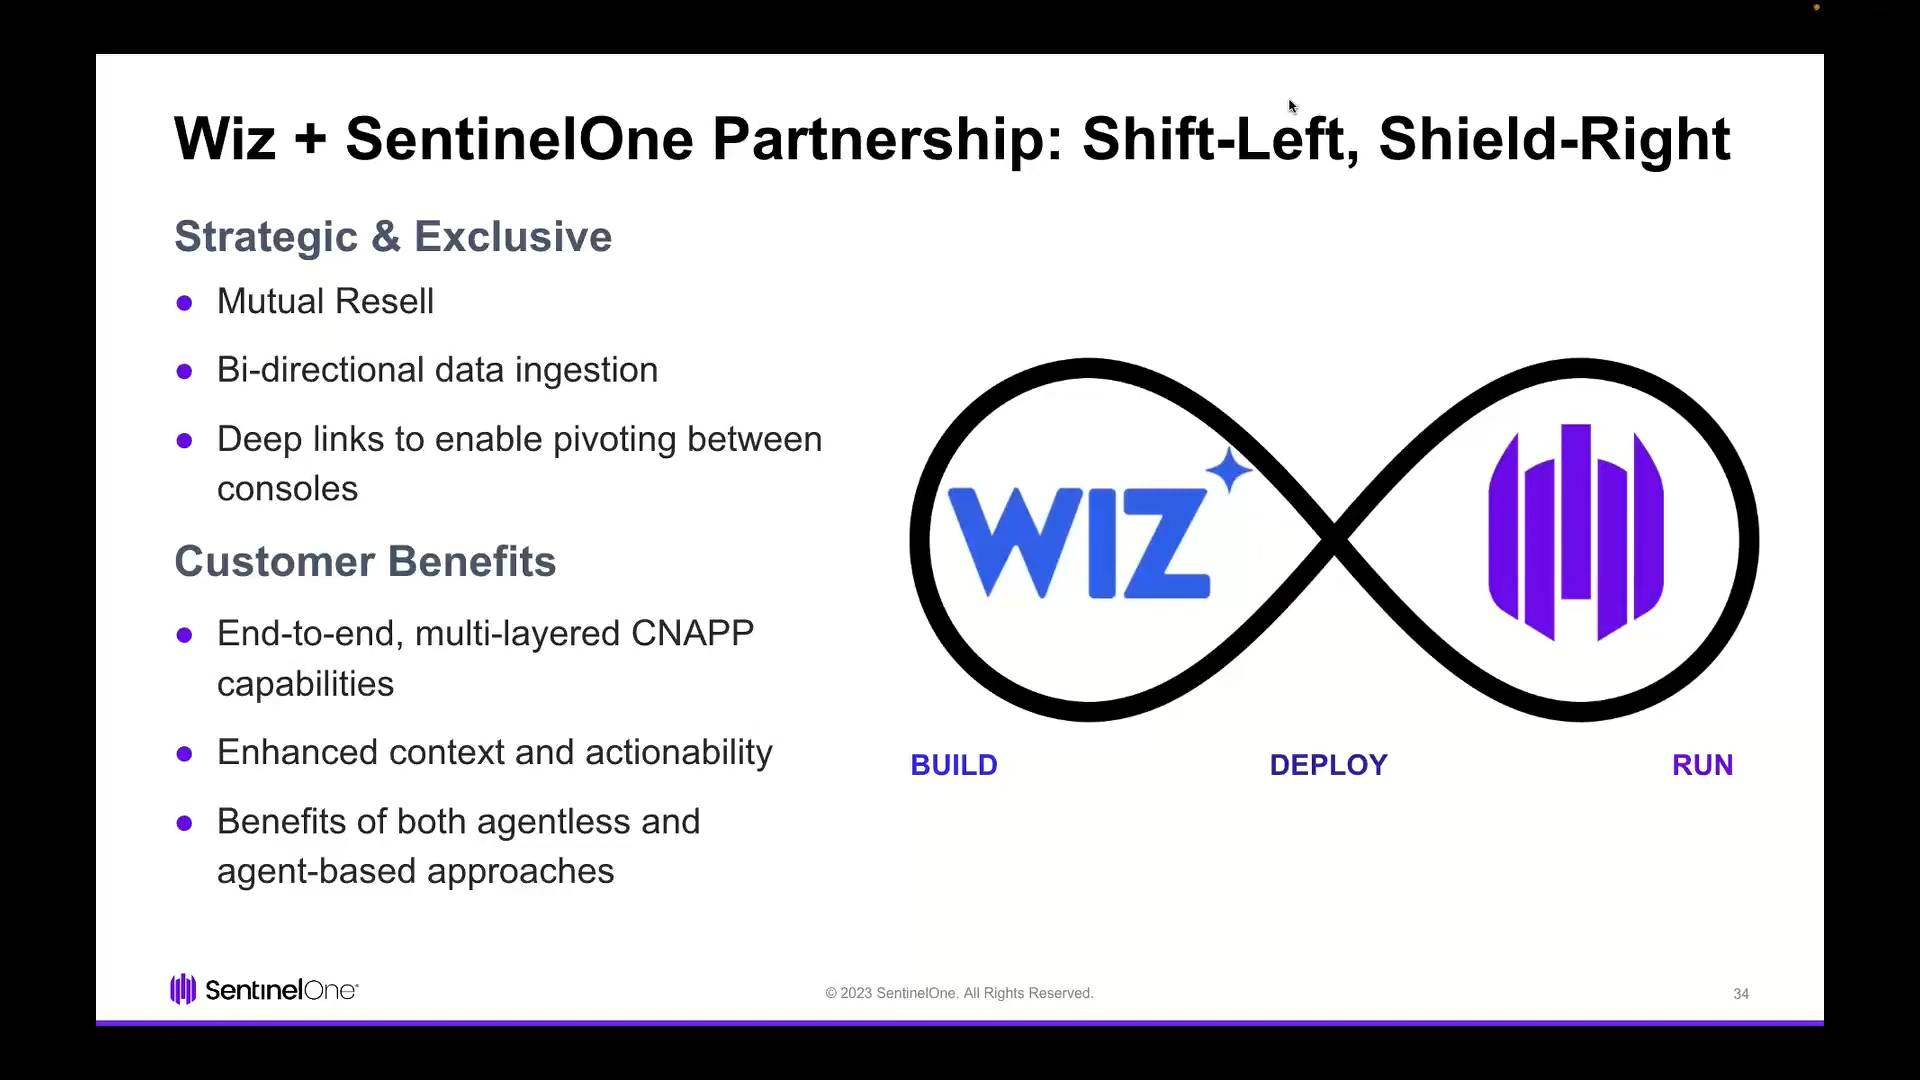 Wiz + SentinelOne Partnership: Shift-Left, Shield-Right
Strategic & Exclusive
● Mutual Resell
● Bi-directional data ingestion
● Deep links to enable pivoting between
consoles
Customer Benefits
● End-to-end, multi-layered CNAPP
capabilities
● Enhanced context and actionability
● Benefits of both agentless and
agent-based approaches
WIZ
BUILD DEPLOY RUN
SentinelOne
© 2023 SentinelOne. All Rights Reserved.
34